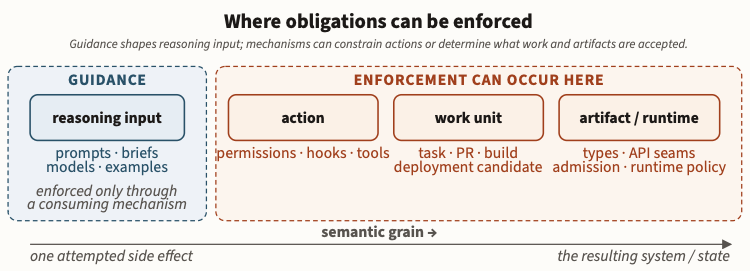 Where obligations can be enforced
Guidance shapes reasoning input; mechanisms can constrain actions or determine what work and artifacts are accepted.
GUIDANCE
reasoning input
prompts · briefs
models · examples
enforced only through
a consuming mechanism
ENFORCEMENT CAN OCCUR HERE
action
permissions · hooks · tools
work unit
task · PR · build
deployment candidate
artifact / runtime
types · API seams
admission · runtime policy
semantic grain →
one attempted side effect
the resulting system / state